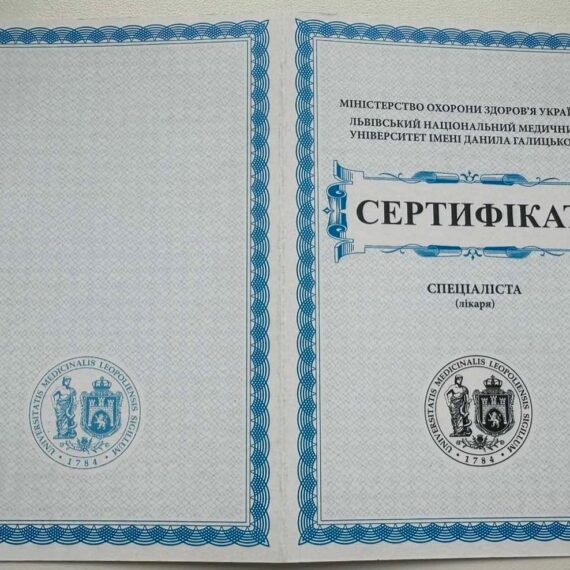 МІНІСТЕРСТВО ОХОРОНИ ЗДОРОВ'Я УКРАЇ
ЛЬВІВСЬКИЙ НАЦІОНАЛЬНИЙ МЕДИЧНИ
УНІВЕРСИТЕТ ІМЕНІ ДАНИЛА ГАЛИЦЬКО
СЕРТИФІКАТ
СПЕЦІАЛІСТА
(лікаря)
UNIVERSITATIS MEDICINALIS LEOPOLIENSIS SIGILLUM
1784
UNIVERSITATIS MEDICINALIS LEOPOLIENSIS SIGILLUM
1784